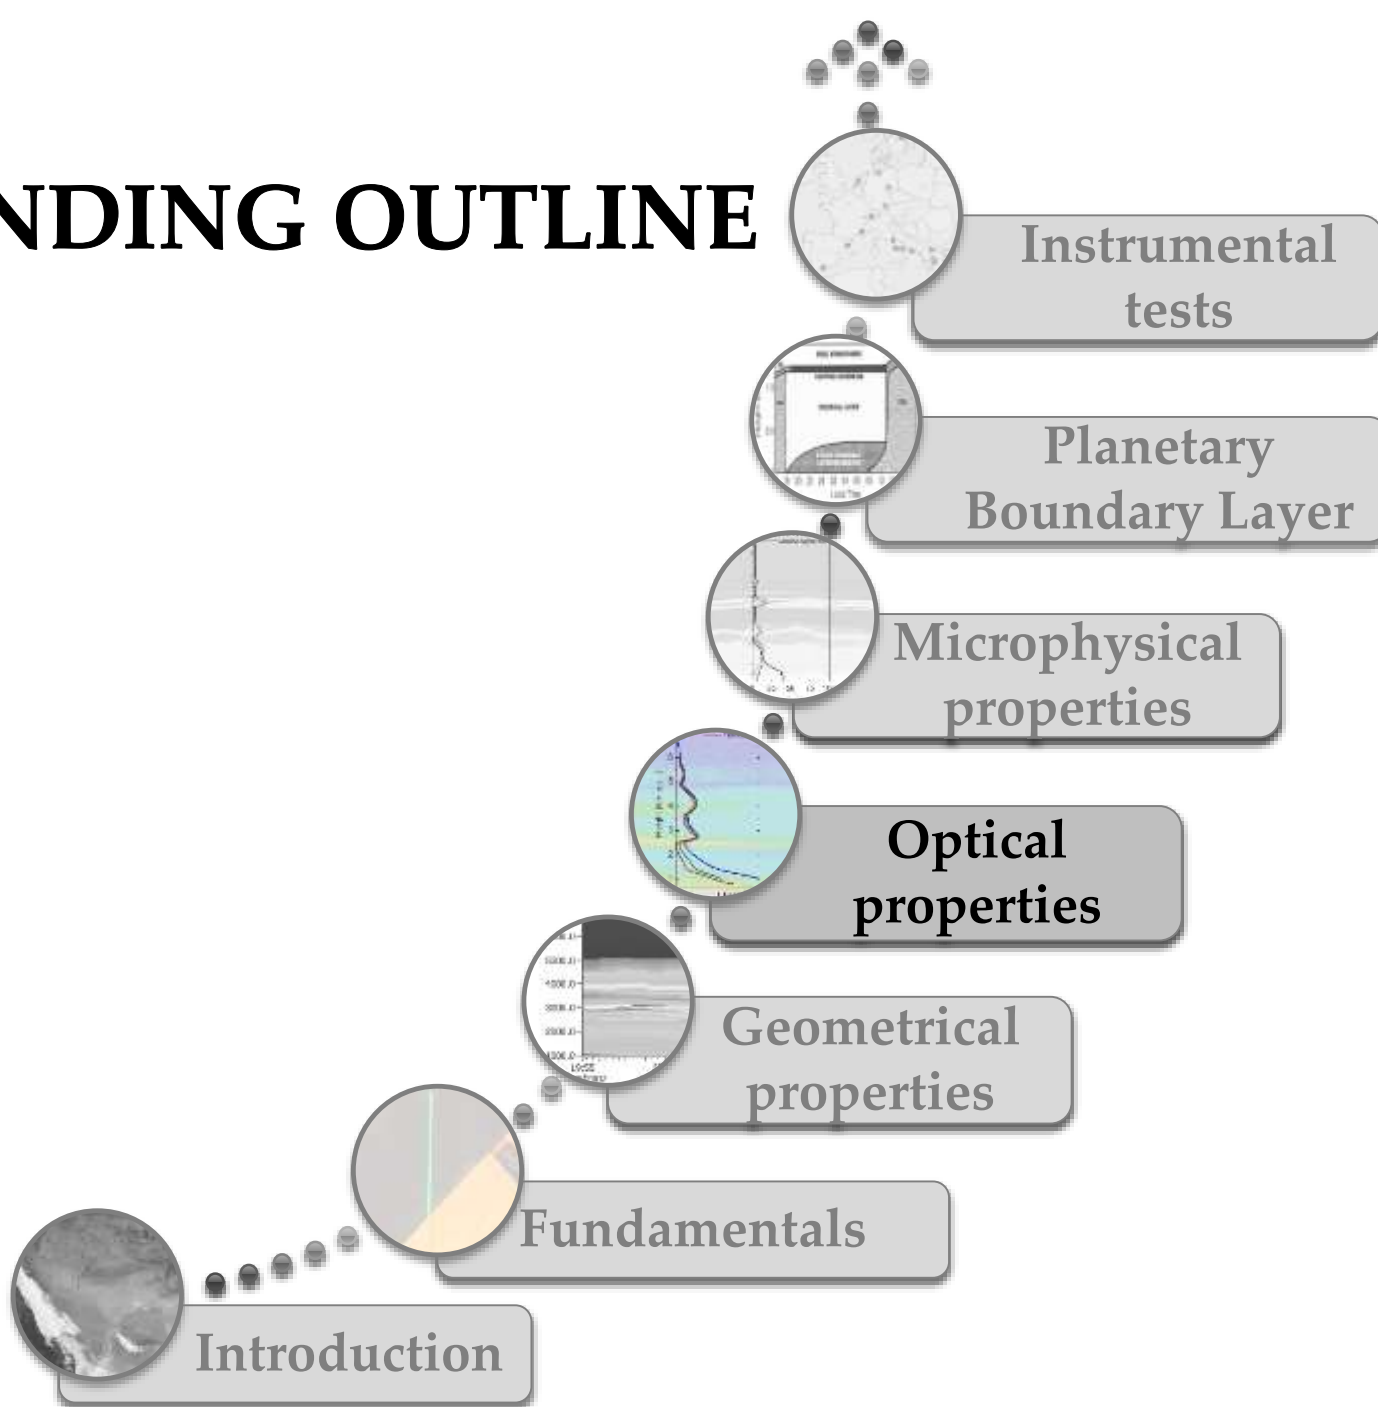 NDING OUTLINE
Instrumental
tests
Planetary
Boundary Layer
Microphysical
properties
Optical
properties
Geometrical
properties
Fundamentals
Introduction